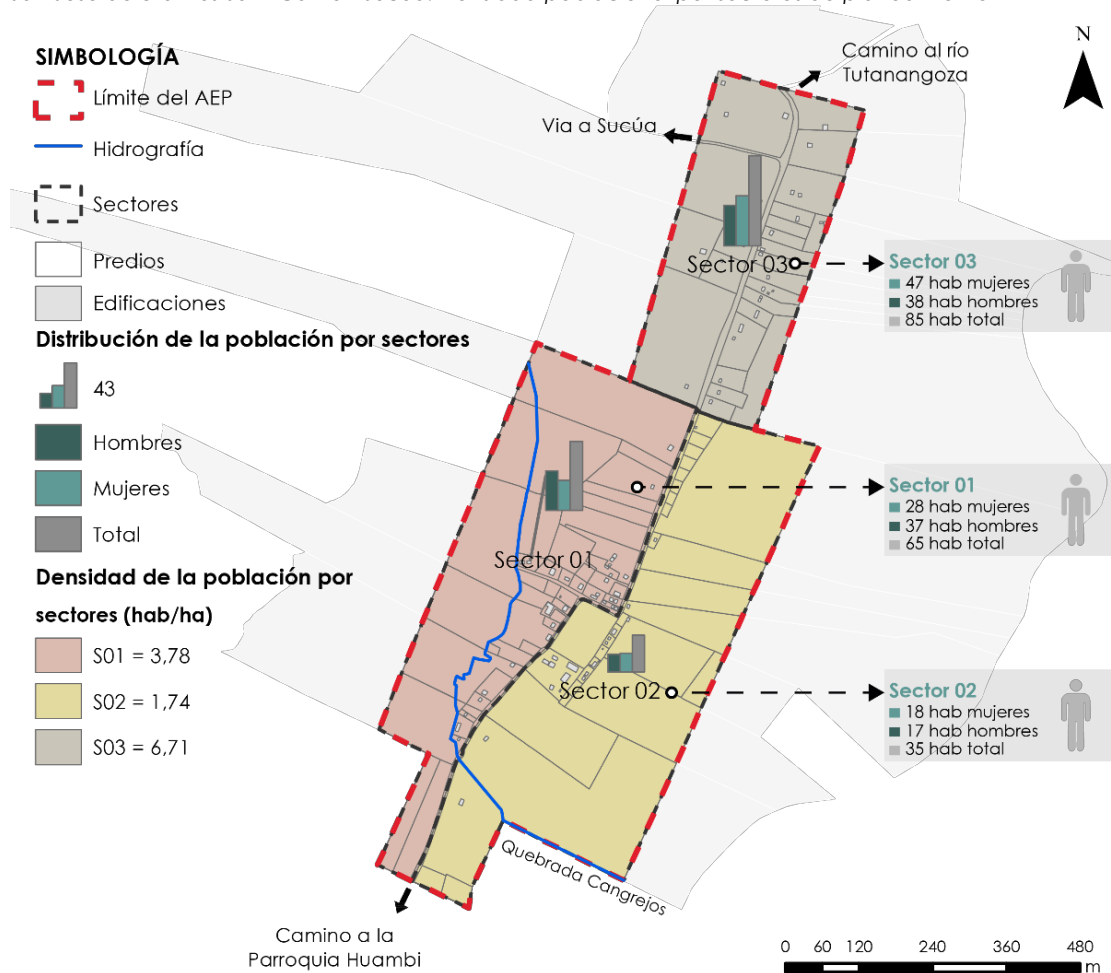 SIMBOLOGÍA
Límite del AEP
Hidrografía
Sectores
Predios
Edificaciones
Distribución de la población por sectores
43
Hombres
Mujeres
Total
Densidad de la población por
sectores (hab/ha)
S01 = 3,78
S02 = 1,74
S03 = 6,71
Camino al río
Tutanangoza
N
Via a Sucúa
Sector 03
Sector 03
47 hab mujeres
38 hab hombres
85 hab total
Sector 01
Sector 01
28 hab mujeres
37 hab hombres
65 hab total
Sector 02
Sector 02
18 hab mujeres
17 hab hombres
35 hab total
Quebrada Cangrejos
Camino a la
Parroquia Huambi
0 60 120 240 360 480
m